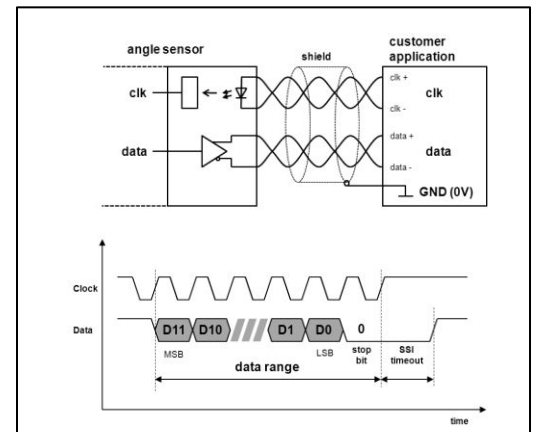 angle sensor
shield
customer
application
clk
clk +
clk
clk -
data
data +
data
data -
GND (0V)
Clock
Data
D11
D10
D1
D0
0
MSB
LSB
stop
bit
SSI
timeout
data range
time